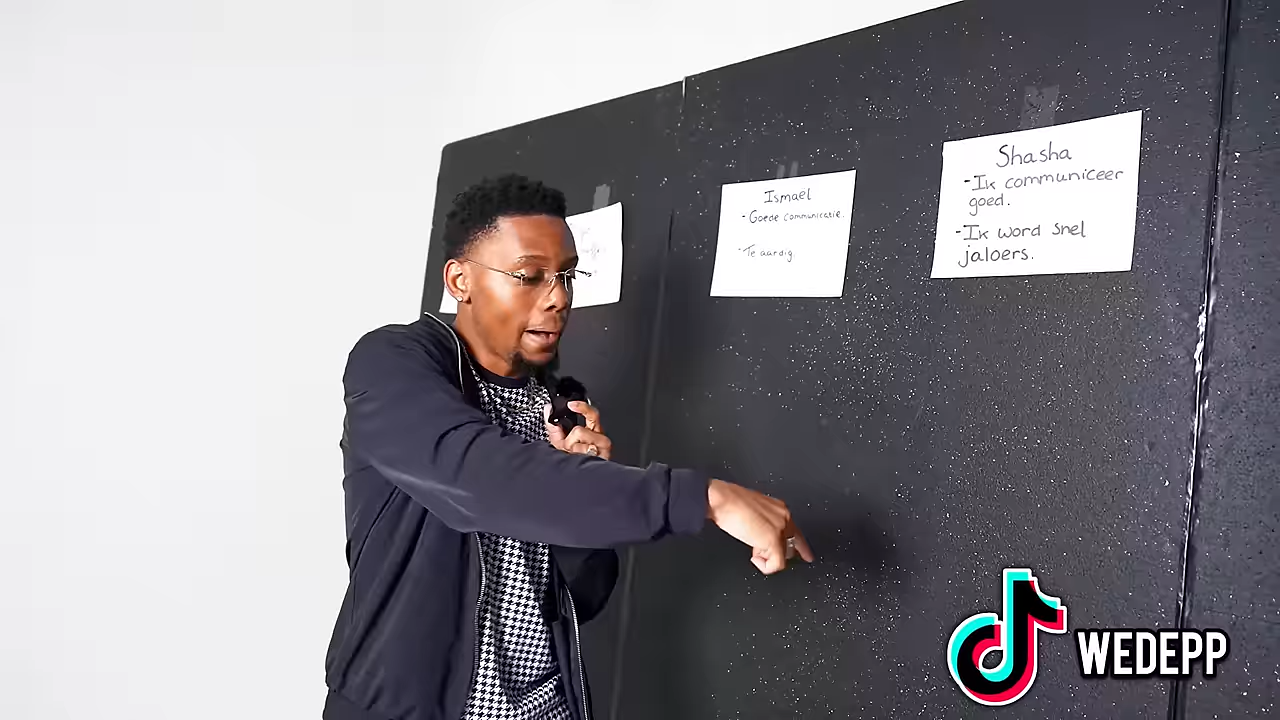 Ismael
- Goede communicatie.
- Te aardig.
Shasha
- Ik communiceer
goed.
- Ik word snel
jaloers.
WEDEPP